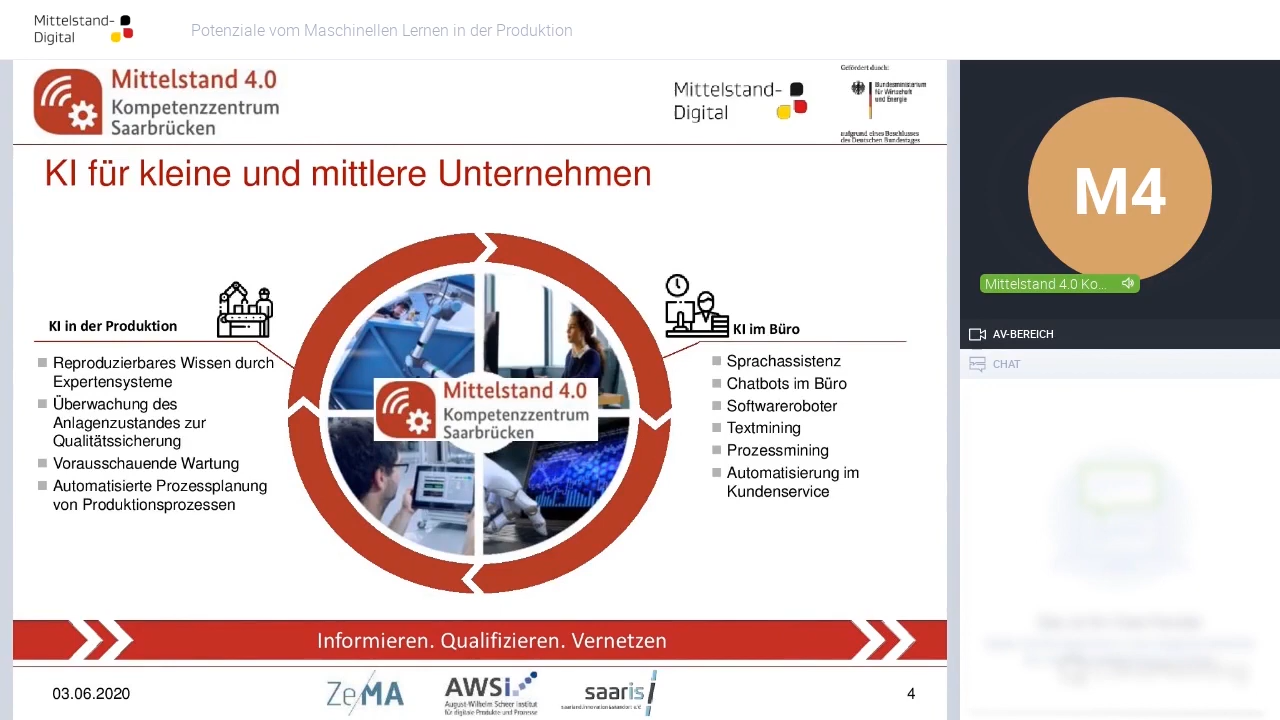 Mittelstand-
Digital
Potenziale vom Maschinellen Lernen in der Produktion
Mittelstand 4.0
Kompetenzzentrum
Saarbrücken
Mittelstand-
Digital
Gefördert durch:
Bundesministerium
für Wirtschaft
und Energie
aufgrund eines Beschlusses
des Deutschen Bundestages
KI für kleine und mittlere Unternehmen
KI in der Produktion
Reproduzierbares Wissen durch
Expertensysteme
Überwachung des
Anlagenzustandes zur
Qualitätssicherung
Vorausschauende Wartung
Automatisierte Prozessplanung
von Produktionsprozessen
Mittelstand 4.0
Kompetenzzentrum
Saarbrücken
KI im Büro
Sprachassistenz
Chatbots im Büro
Softwareroboter
Textmining
Prozessmining
Automatisierung im
Kundenservice
Informieren. Qualifizieren. Vernetzen
03.06.2020
ZeMA
AWSi
August-Wilhelm Scheer Institut
für digitale Produkte und Prozesse
saaris
saarland.innovation&standort e.V.
4
M4
Mittelstand 4.0 Ko...
AV-BEREICH
CHAT